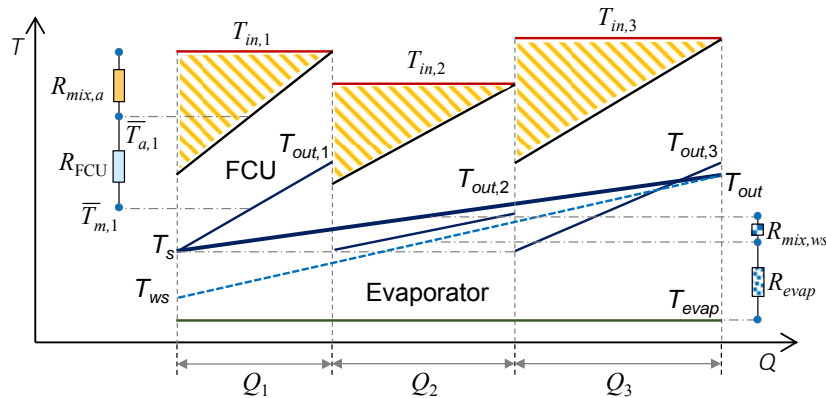 T
T_in,1
T_in,2
T_in,3
R_mix,a
T̅_a,1
R_FCU
FCU
T_out,1
T_out,2
T_out,3
T_out
T̅_m,1
T_s
R_mix,ws
T_ws
Evaporator
R_evap
T_evap
Q
Q_1
Q_2
Q_3